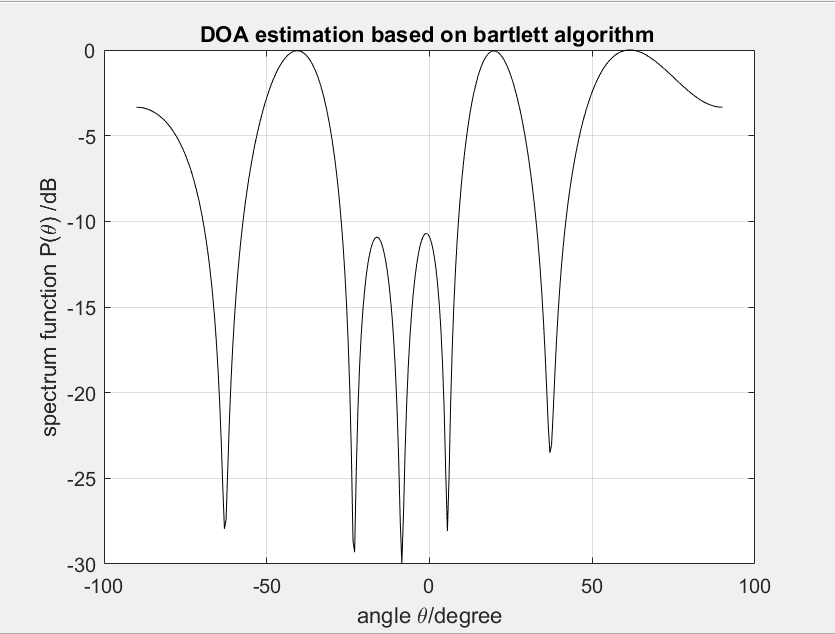 DOA estimation based on bartlett algorithm
0
-5
-10
-15
-20
-25
-30
spectrum function P(θ) /dB
-100 -50 0 50 100
angle θ/degree